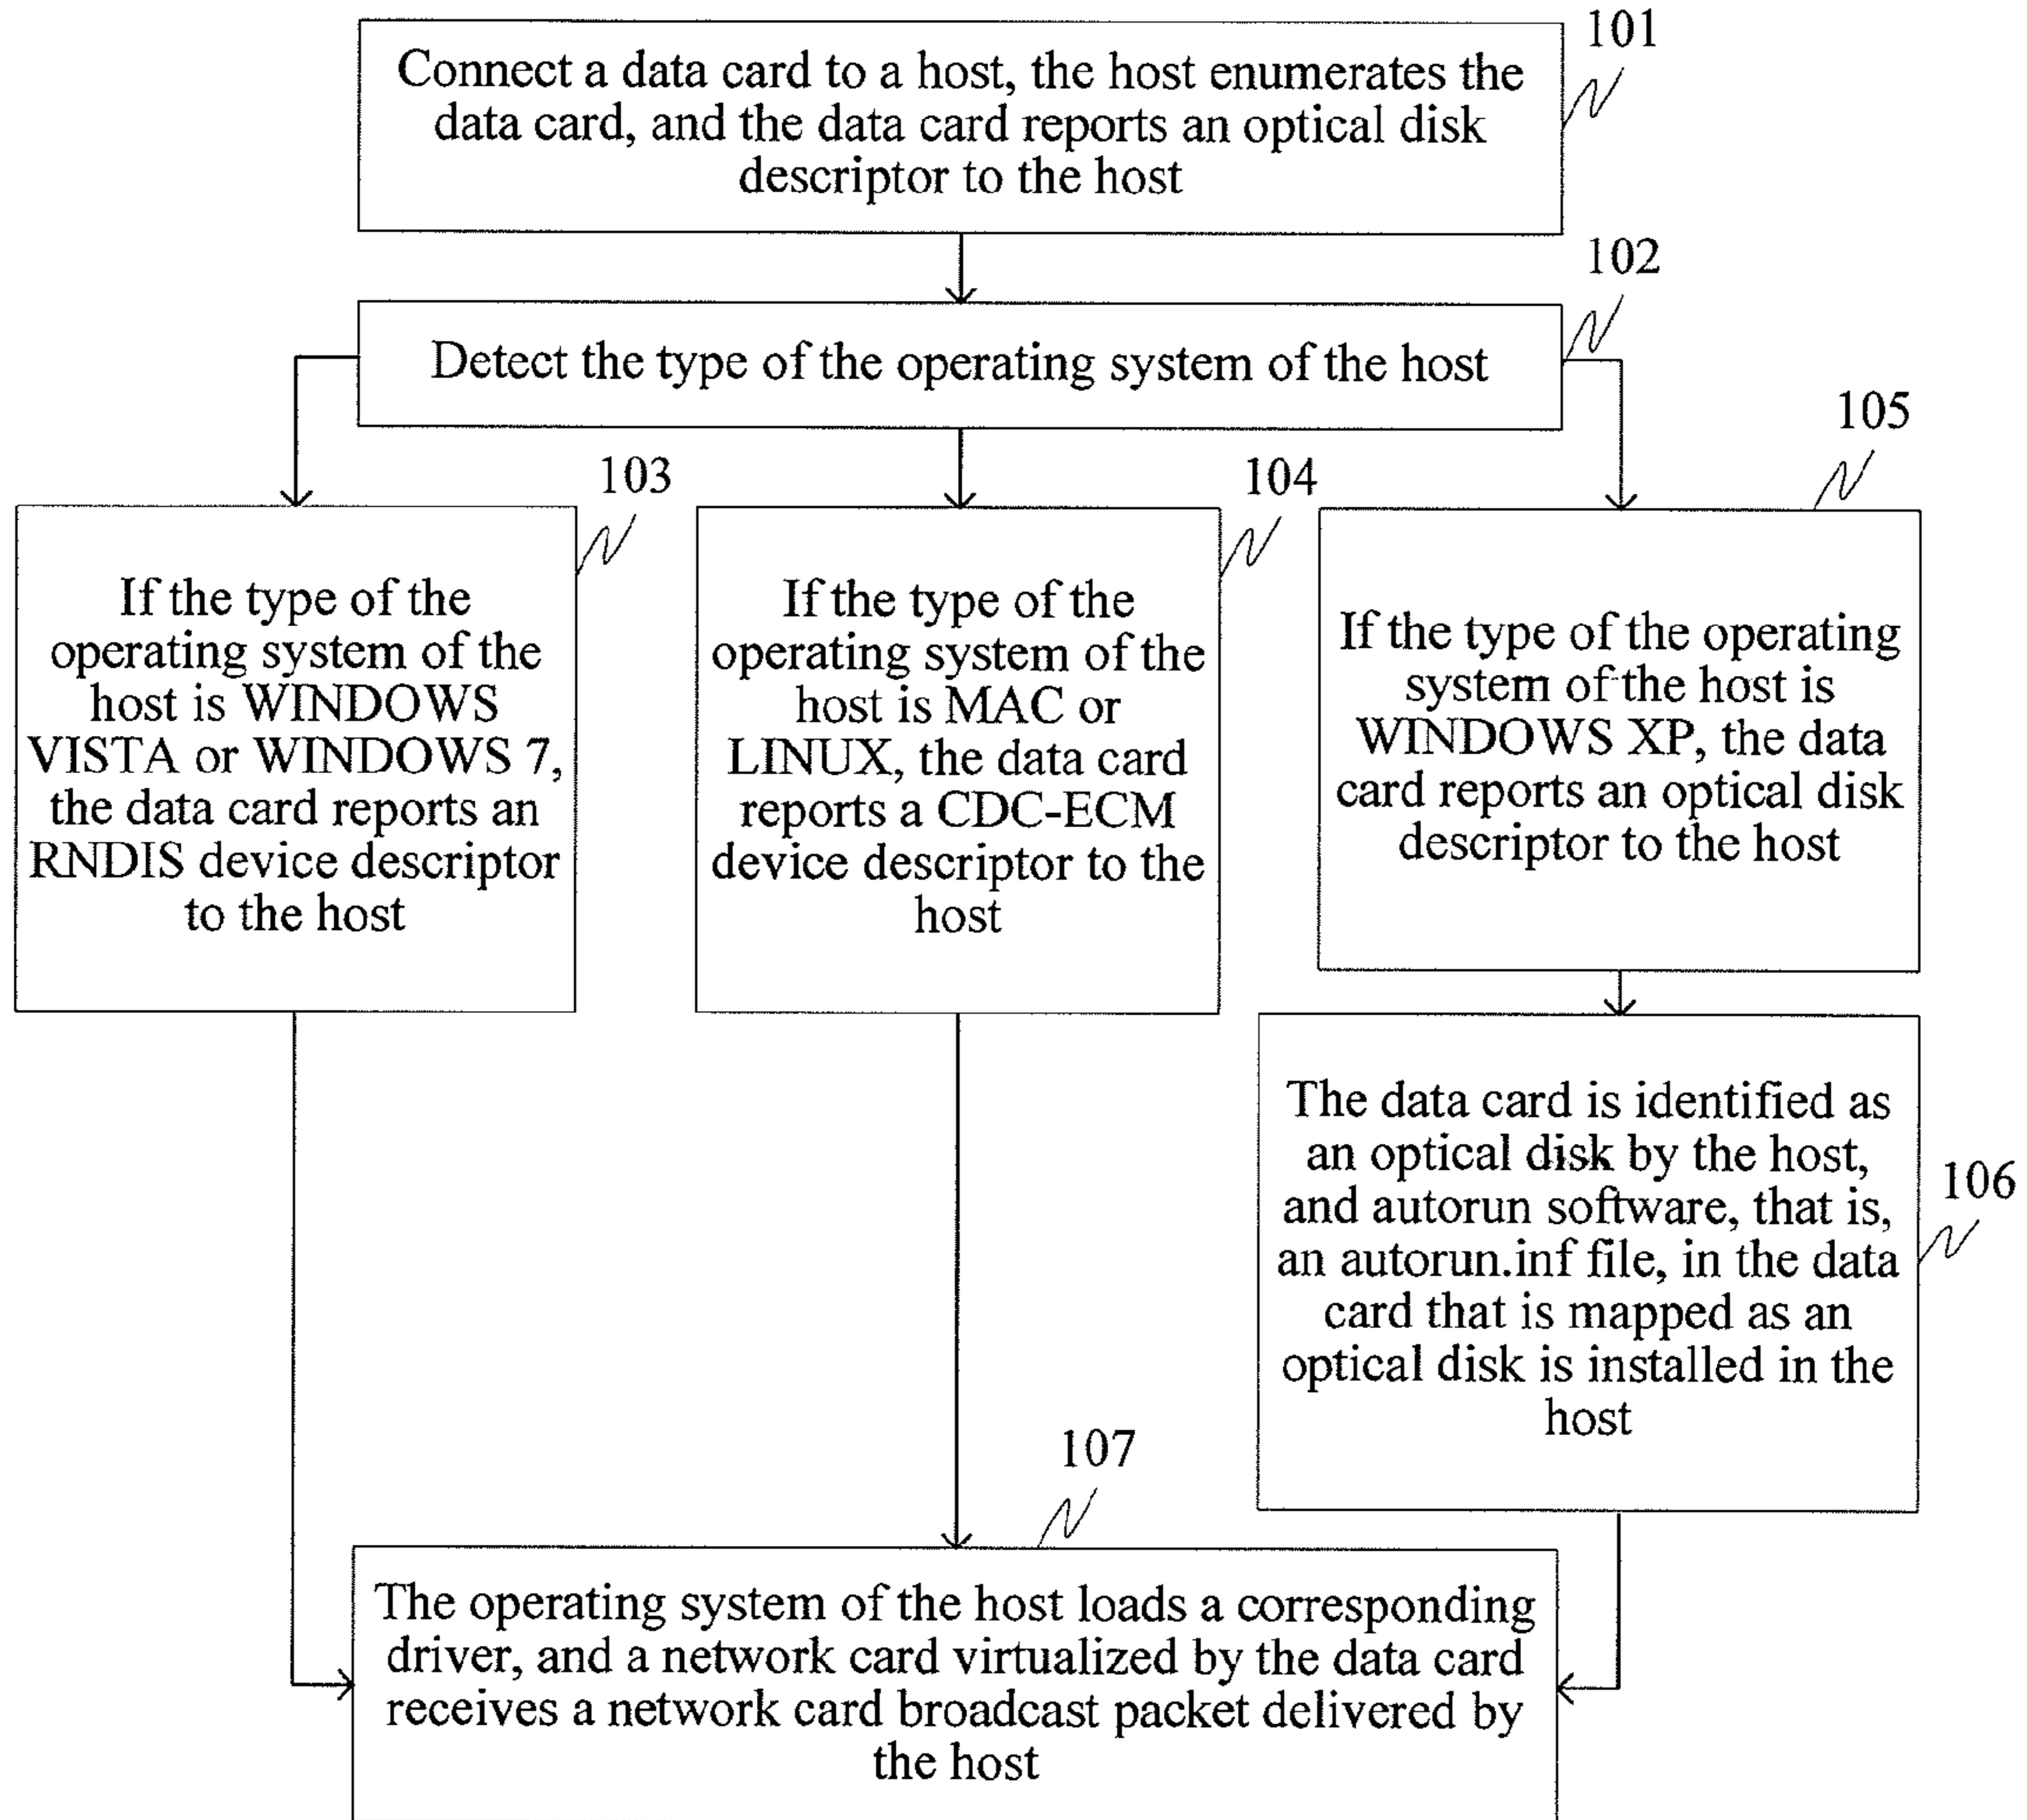 101
Connect a data card to a host, the host enumerates the
data card, and the data card reports an optical disk
descriptor to the host
102
Detect the type of the operating system of the host
103
If the type of the
operating system of the
host is WINDOWS
VISTA or WINDOWS 7,
the data card reports an
RNDIS device descriptor
to the host
104
If the type of the
operating system of the
host is MAC or
LINUX, the data card
reports a CDC-ECM
device descriptor to the
host
105
If the type of the operating
system of the host is
WINDOWS XP, the data
card reports an optical disk
descriptor to the host
106
The data card is identified as
an optical disk by the host,
and autorun software, that is,
an autorun.inf file, in the data
card that is mapped as an
optical disk is installed in the
host
107
The operating system of the host loads a corresponding
driver, and a network card virtualized by the data card
receives a network card broadcast packet delivered by
the host